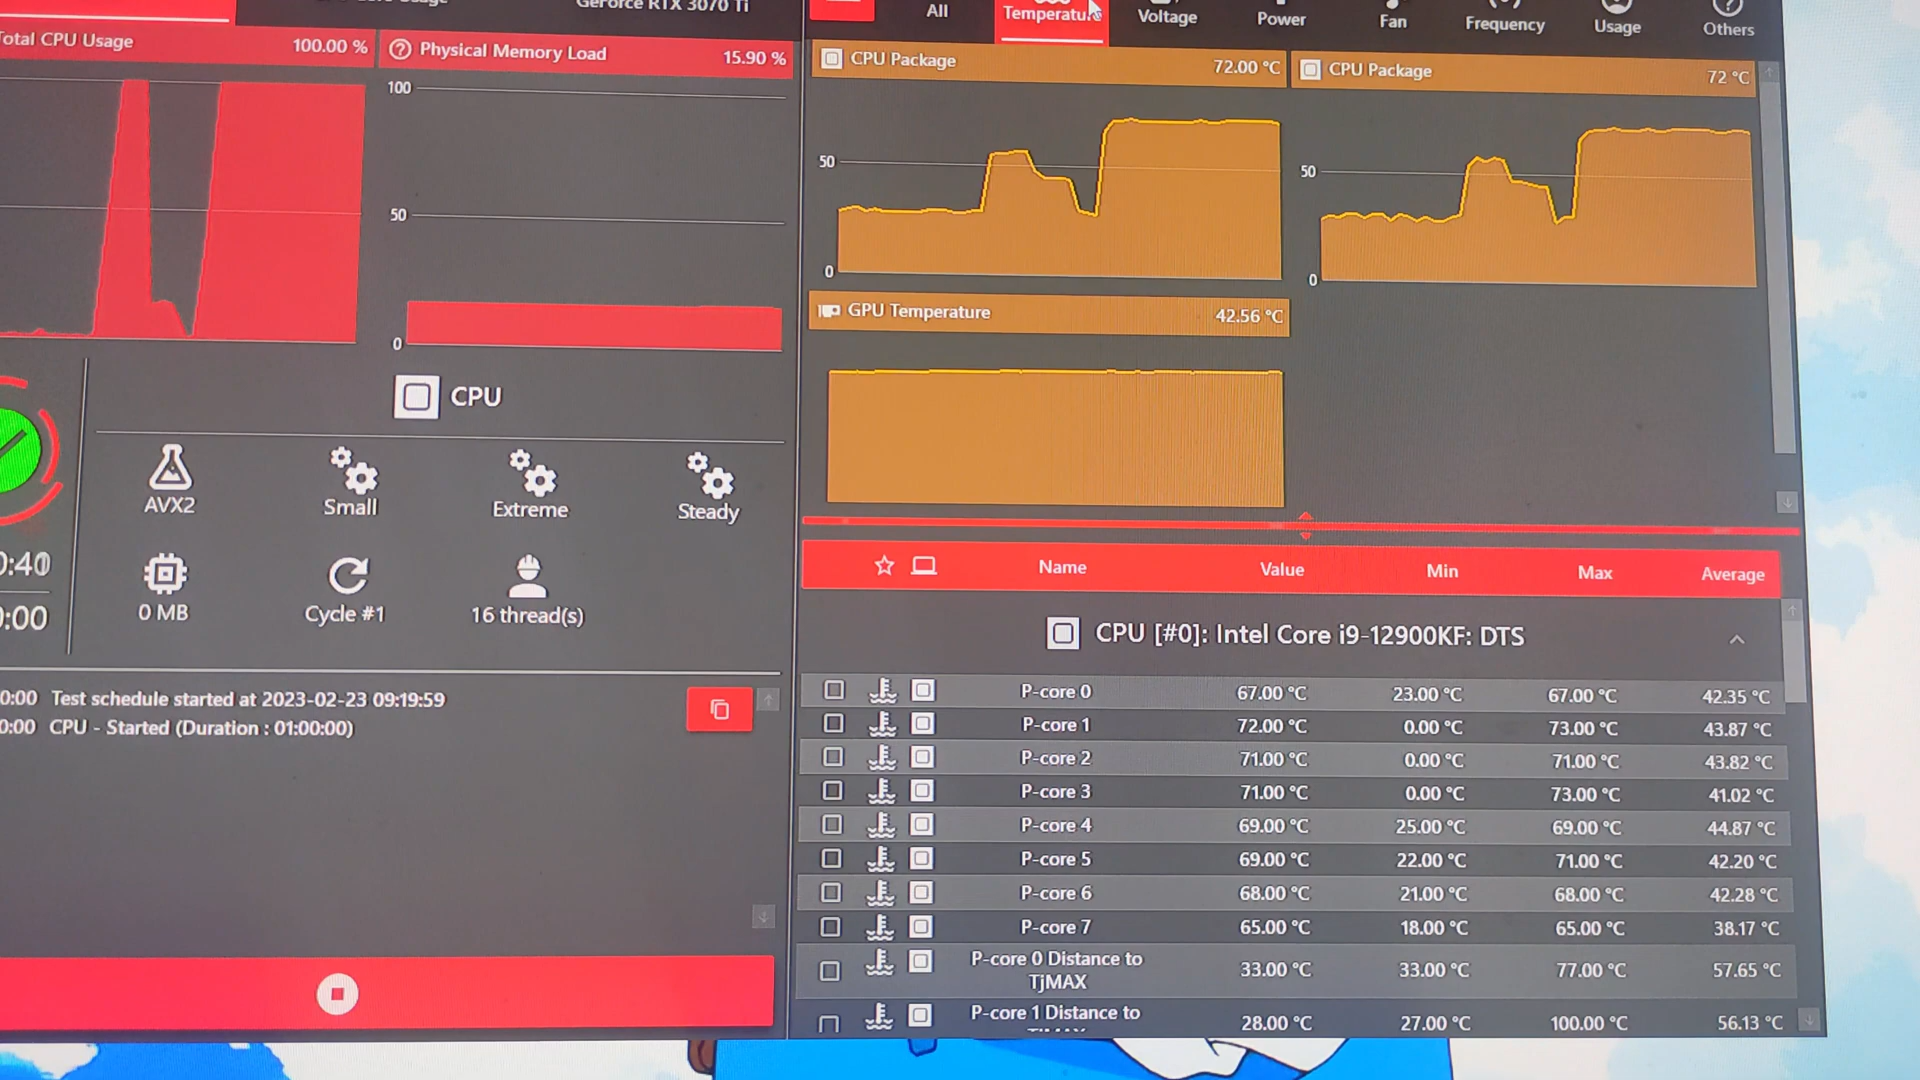 GeForce RTX 3070 Ti
Total CPU Usage 100.00 %
Physical Memory Load 15.90 %
100
50
0
CPU
AVX2
Small
Extreme
Steady
0 MB
Cycle #1
16 thread(s)
0:40
0:00
0:00 Test schedule started at 2023-02-23 09:19:59
0:00 CPU - Started (Duration : 01:00:00)
All
Temperature
Voltage
Power
Fan
Frequency
Usage
Others
CPU Package 72.00 °C
50
0
CPU Package 72 °C
50
0
GPU Temperature 42.56 °C
Name Value Min Max Average
CPU [#0]: Intel Core i9-12900KF: DTS
P-core 0 67.00 °C 23.00 °C 67.00 °C 42.35 °C
P-core 1 72.00 °C 0.00 °C 73.00 °C 43.87 °C
P-core 2 71.00 °C 0.00 °C 71.00 °C 43.82 °C
P-core 3 71.00 °C 0.00 °C 73.00 °C 41.02 °C
P-core 4 69.00 °C 25.00 °C 69.00 °C 44.87 °C
P-core 5 69.00 °C 22.00 °C 71.00 °C 42.20 °C
P-core 6 68.00 °C 21.00 °C 68.00 °C 42.28 °C
P-core 7 65.00 °C 18.00 °C 65.00 °C 38.17 °C
P-core 0 Distance to
TjMAX 33.00 °C 33.00 °C 77.00 °C 57.65 °C
P-core 1 Distance to
28.00 °C 27.00 °C 100.00 °C 56.13 °C